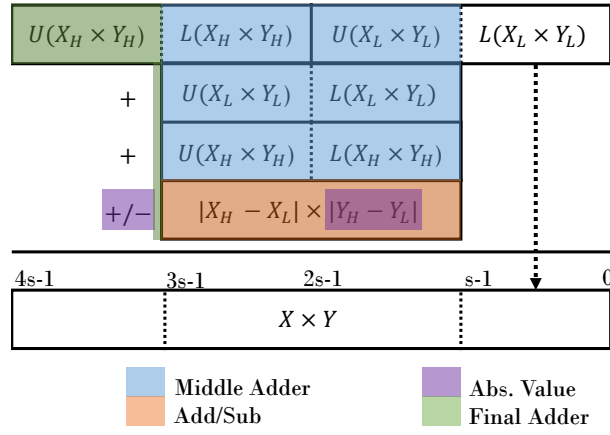 U(X_H × Y_H) L(X_H × Y_H) U(X_L × Y_L) L(X_L × Y_L)
+ U(X_L × Y_L) L(X_L × Y_L)
+ U(X_H × Y_H) L(X_H × Y_H)
+/− |X_H − X_L| × |Y_H − Y_L|
4s-1 3s-1 2s-1 s-1 0
X × Y
Middle Adder Abs. Value
Add/Sub Final Adder